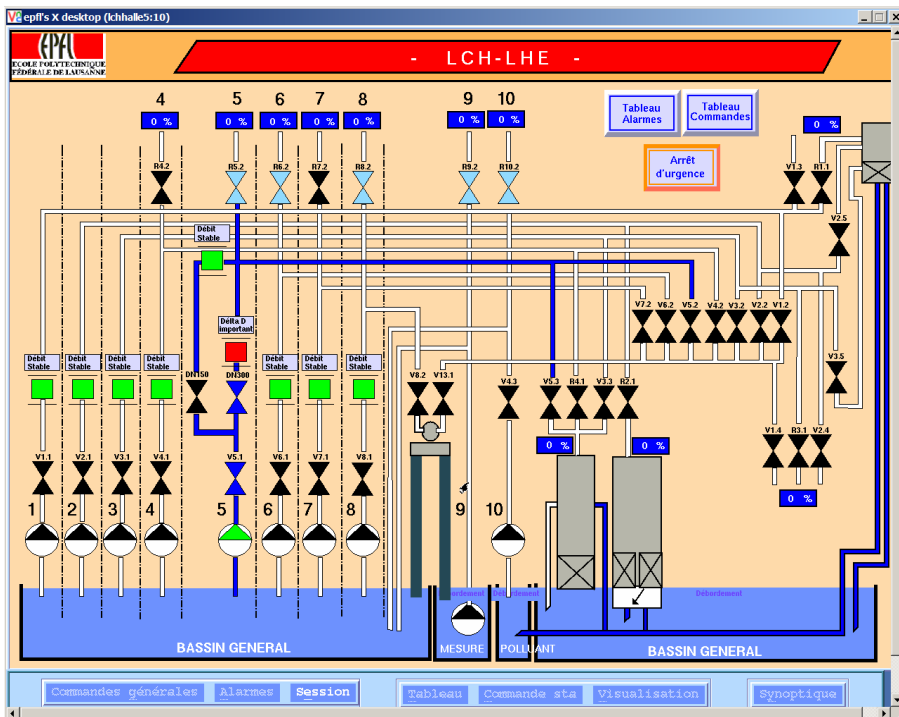 epfl's X desktop (lchhalle5:10)
EPFL
ECOLE POLYTECHNIQUE
FÉDÉRALE DE LAUSANNE
- LCH-LHE -
4 5 6 7 8 9 10
0 % 0 % 0 % 0 % 0 % 0 % 0 %
Tableau
Alarmes
Tableau
Commandes
0 %
Arrêt
d'urgence
R4.2 R5.2 R6.2 R7.2 R8.2 R9.2 R10.2 V1.3 R1.1
V2.5
Débit
Stable
V7.2 V6.2 V5.2 V4.2 V3.2 V2.2 V1.2
Délta D
important
Débit
Stable
Débit
Stable
Débit
Stable
Débit
Stable
Débit
Stable
Débit
Stable
Débit
Stable
V3.5
DN150 DN300 V8.2 V13.1 V4.3 V5.3 R4.1 V3.3 R2.1
V1.4 R3.1 V2.4
0 % 0 %
V1.1 V2.1 V3.1 V4.1 V5.1 V6.1 V7.1 V8.1
0 %
1 2 3 4 5 6 7 8 9 10
Débordement
BASSIN GENERAL MESURE POLLUANT BASSIN GENERAL
Commandes générales Alarmes Session Tableau Commande sta Visualisation Synoptique